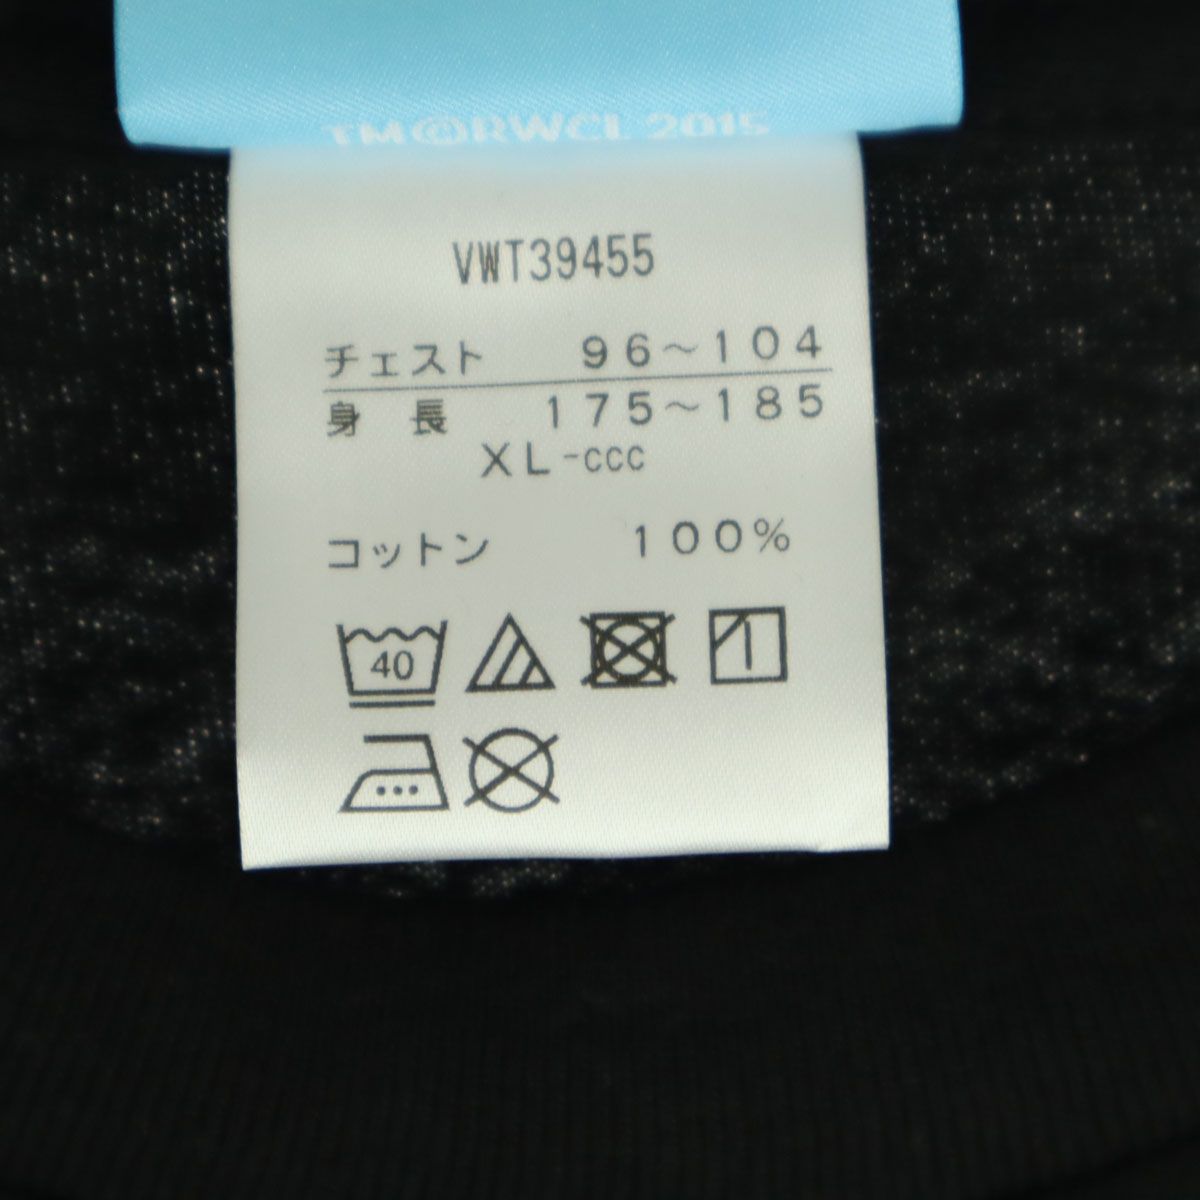 TM©RWCL 2015
VWT39455
チェスト 96～104
身長 175～185
XL-ccc
コットン 100%
40